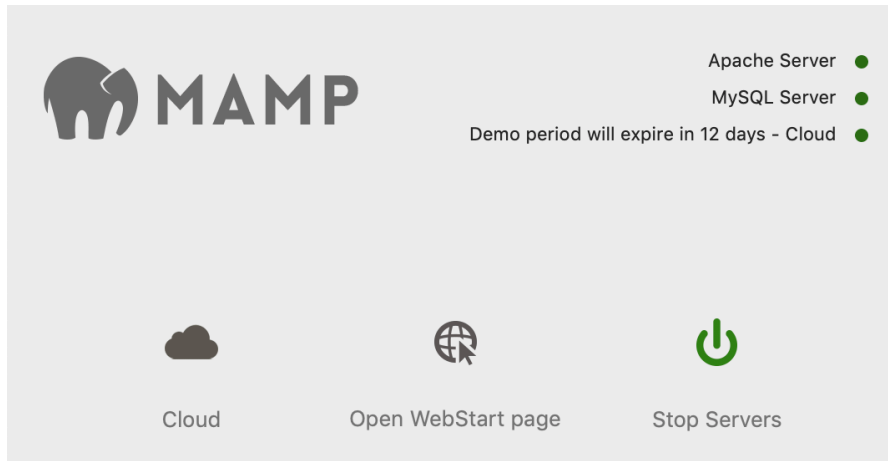 MAMP
Apache Server
MySQL Server
Demo period will expire in 12 days - Cloud
Cloud
Open WebStart page
Stop Servers